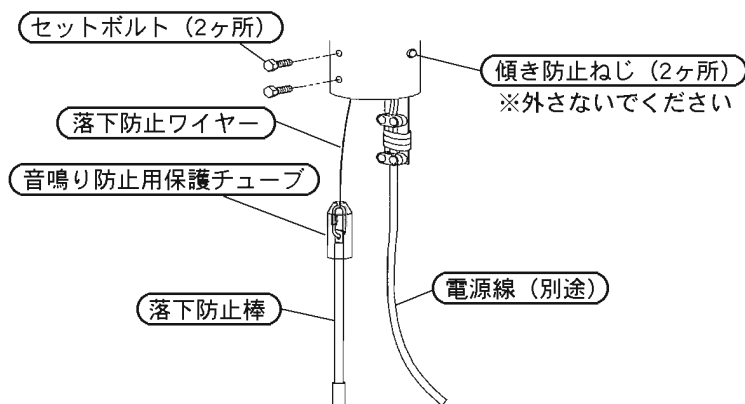 セットボルト（2ヶ所）
傾き防止ねじ（2ヶ所）
※外さないでください
落下防止ワイヤー
音鳴り防止用保護チューブ
電源線（別途）
落下防止棒